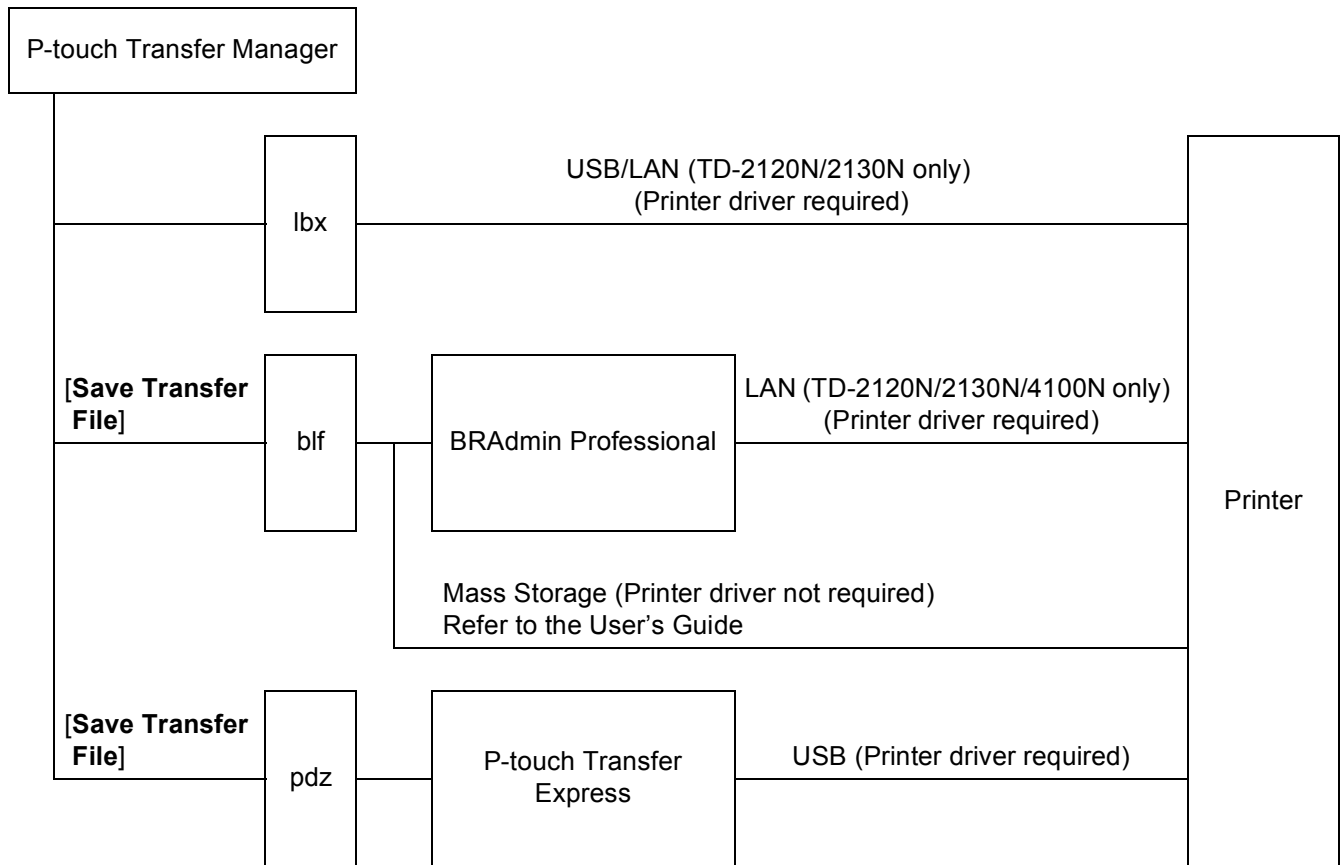 P-touch Transfer Manager
USB/LAN (TD-2120N/2130N only)
(Printer driver required)
lbx
[Save Transfer
File]
blf
BRAdmin Professional
LAN (TD-2120N/2130N/4100N only)
(Printer driver required)
Printer
Mass Storage (Printer driver not required)
Refer to the User's Guide
[Save Transfer
File]
pdz
P-touch Transfer
Express
USB (Printer driver required)